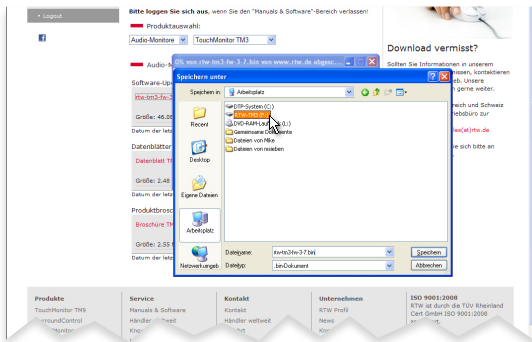 Logout
Bitte loggen Sie sich aus, wenn Sie den "Manuals & Software"-Bereich verlassen!
Produktauswahl:
Audio-Monitore
TouchMonitor TM3
Download vermisst?
Sollten Sie Informationen in unserem
nissen, kontaktieren
eb. Unsere
gerne weiter.
reich und Schweiz
riebsbüro zur
les(at)rtw.de
e sich bitte an
0% von rtw-tm3-fw-3-7.bin von www.rtw.de abgesc...
Speichern unter
Speichern in:
Arbeitsplatz
DTP-System (C:)
RTW-TM3 (F:)
DVD-RAM-Lauf
(L:)
Gemeinsame Dokumente
Dateien von Mike
Dateien von nsieben
Recent
Desktop
Eigene Dateien
Arbeitsplatz
Netzwerkumgeb
Dateiname:
rtw-tm3-fw-3-7.bin
Speichern
Dateityp:
.bin-Dokument
Abbrechen
Audio-M
Software-Up
rtw-tm3-fw-3
Größe: 46.08
Datum der letz
Datenblätter
Datenblatt T
Größe: 2.48
Datum der letz
Produktbrosc
Broschüre TM
Größe: 2.55
Datum der letz
Produkte
TouchMonitor TM9
SurroundControl
Service
Manuals & Software
Händler weltweit
Kontakt
Kontakt
Händler weltweit
Unternehmen
RTW Profil
News
ISO 9001:2008
RTW ist durch die TÜV Rheinland
Cert GmbH ISO 9001:2008